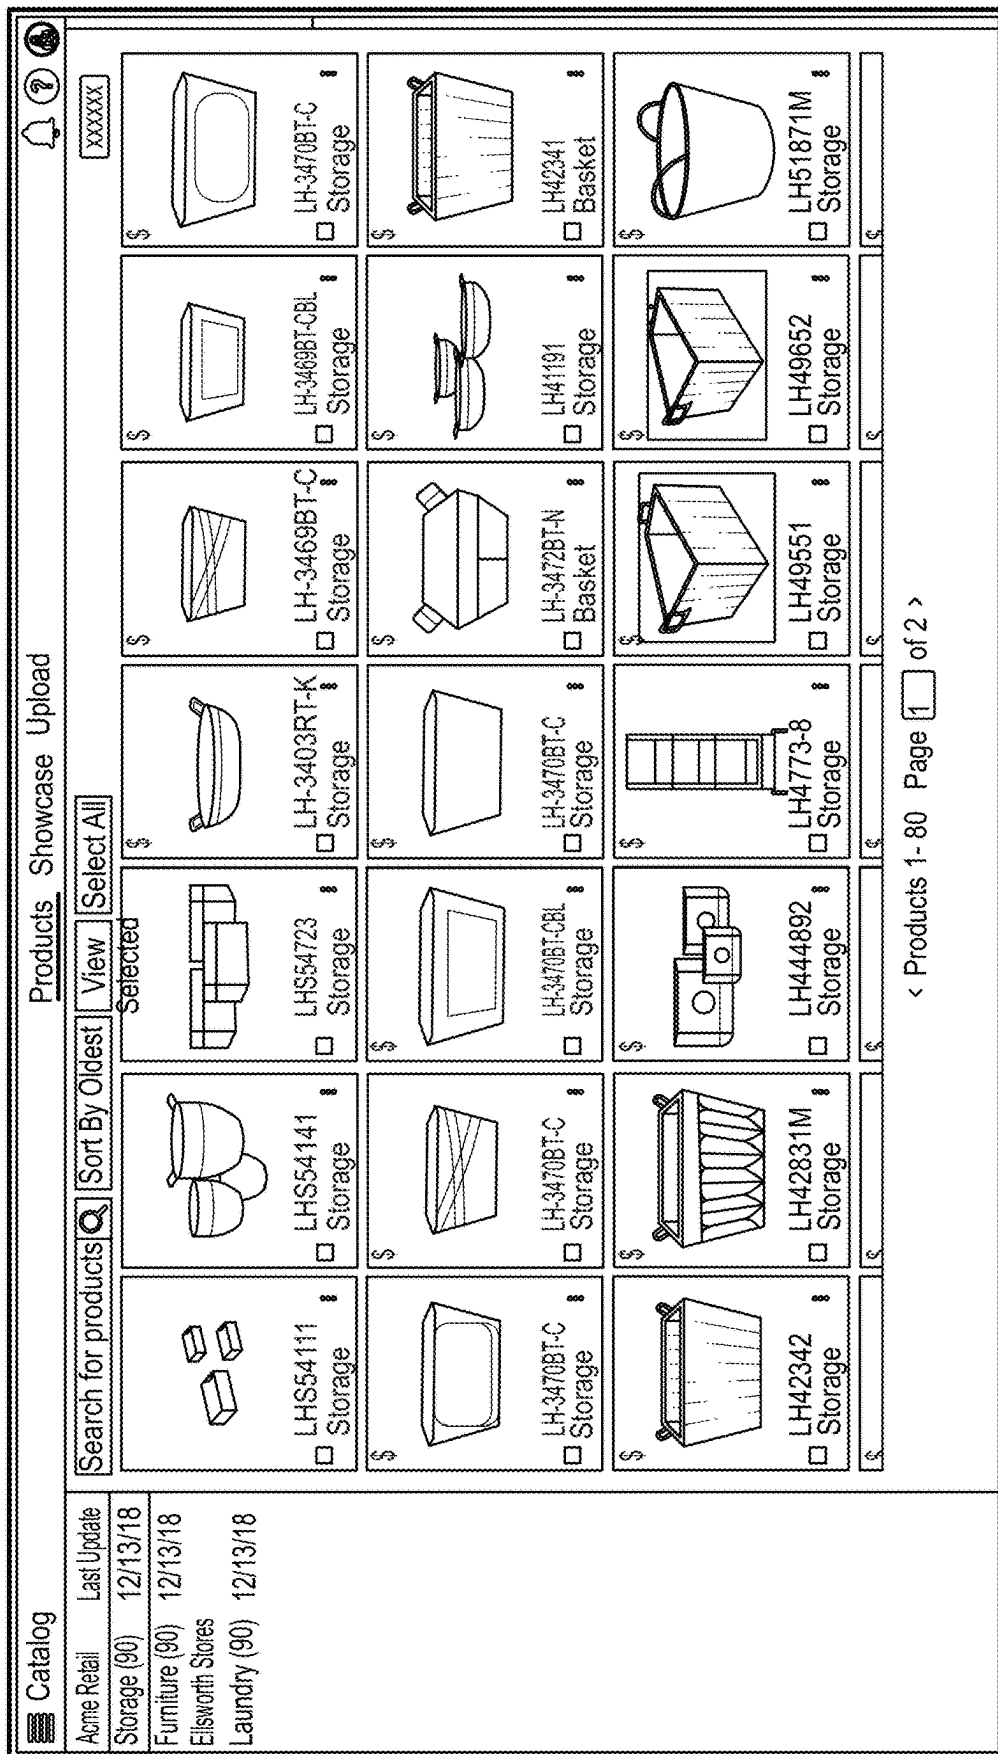 Catalog
Products Showcase Upload
?
Acme Retail Last Update
Storage (90) 12/13/18
Furniture (90) 12/13/18
Ellsworth Stores
Laundry (90) 12/13/18
Search for products Sort By Oldest View Selected Select All xxxxxx
LHS54111
Storage
LHS54141
Storage
LHS54723
Storage
$
LH-3403RT-K
Storage
$
LH-3469BT-C
Storage
$
LH-3469BT-CBL
Storage
$
LH-3470BT-C
Storage
$
LH-3470BT-C
Storage
$
LH-3470BT-C
Storage
$
LH-3470BT-CBL
Storage
$
LH-3470BT-C
Storage
$
LH-3472BT-N
Basket
$
LH41191
Storage
$
LH42341
Basket
$
LH42342
Storage
$
LH42831M
Storage
$
LH444892
Storage
$
LH4773-8
Storage
$
LH49551
Storage
$
LH49652
Storage
$
LH51871M
Storage
$ $ $ $ $ $ $
< Products 1-80 Page 1 of 2 >